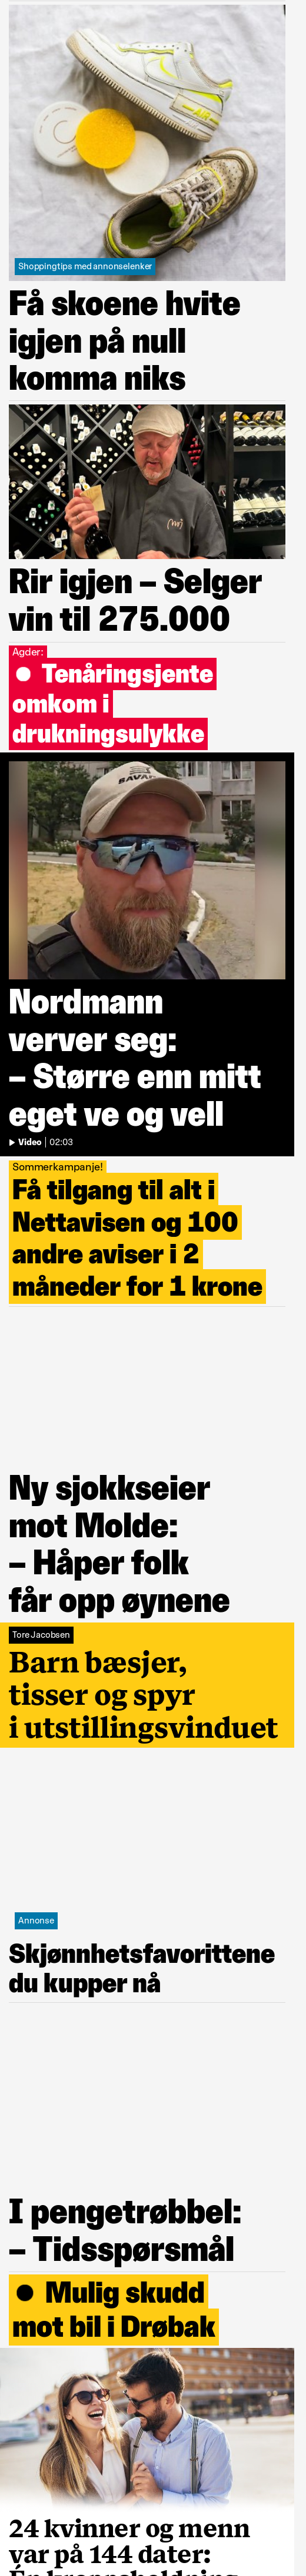 AIR
Shoppingtips med annonselenker
Få skoene hvite
igjen på null
komma niks
Rir igjen – Selger
vin til 275.000
Agder:
Tenåringsjente
omkom i
drukningsulykke
BAVAR
Nordmann
verver seg:
– Større enn mitt
eget ve og vell
Video | 02:03
Sommerkampanje!
Få tilgang til alt i
Nettavisen og 100
andre aviser i 2
måneder for 1 krone
Ny sjokkseier
mot Molde:
– Håper folk
får opp øynene
Tore Jacobsen
Barn bæsjer,
tisser og spyr
i utstillingsvinduet
Annonse
Skjønnhetsfavorittene
du kupper nå
I pengetrøbbel:
– Tidsspørsmål
Mulig skudd
mot bil i Drøbak
24 kvinner og menn
var på 144 dater: